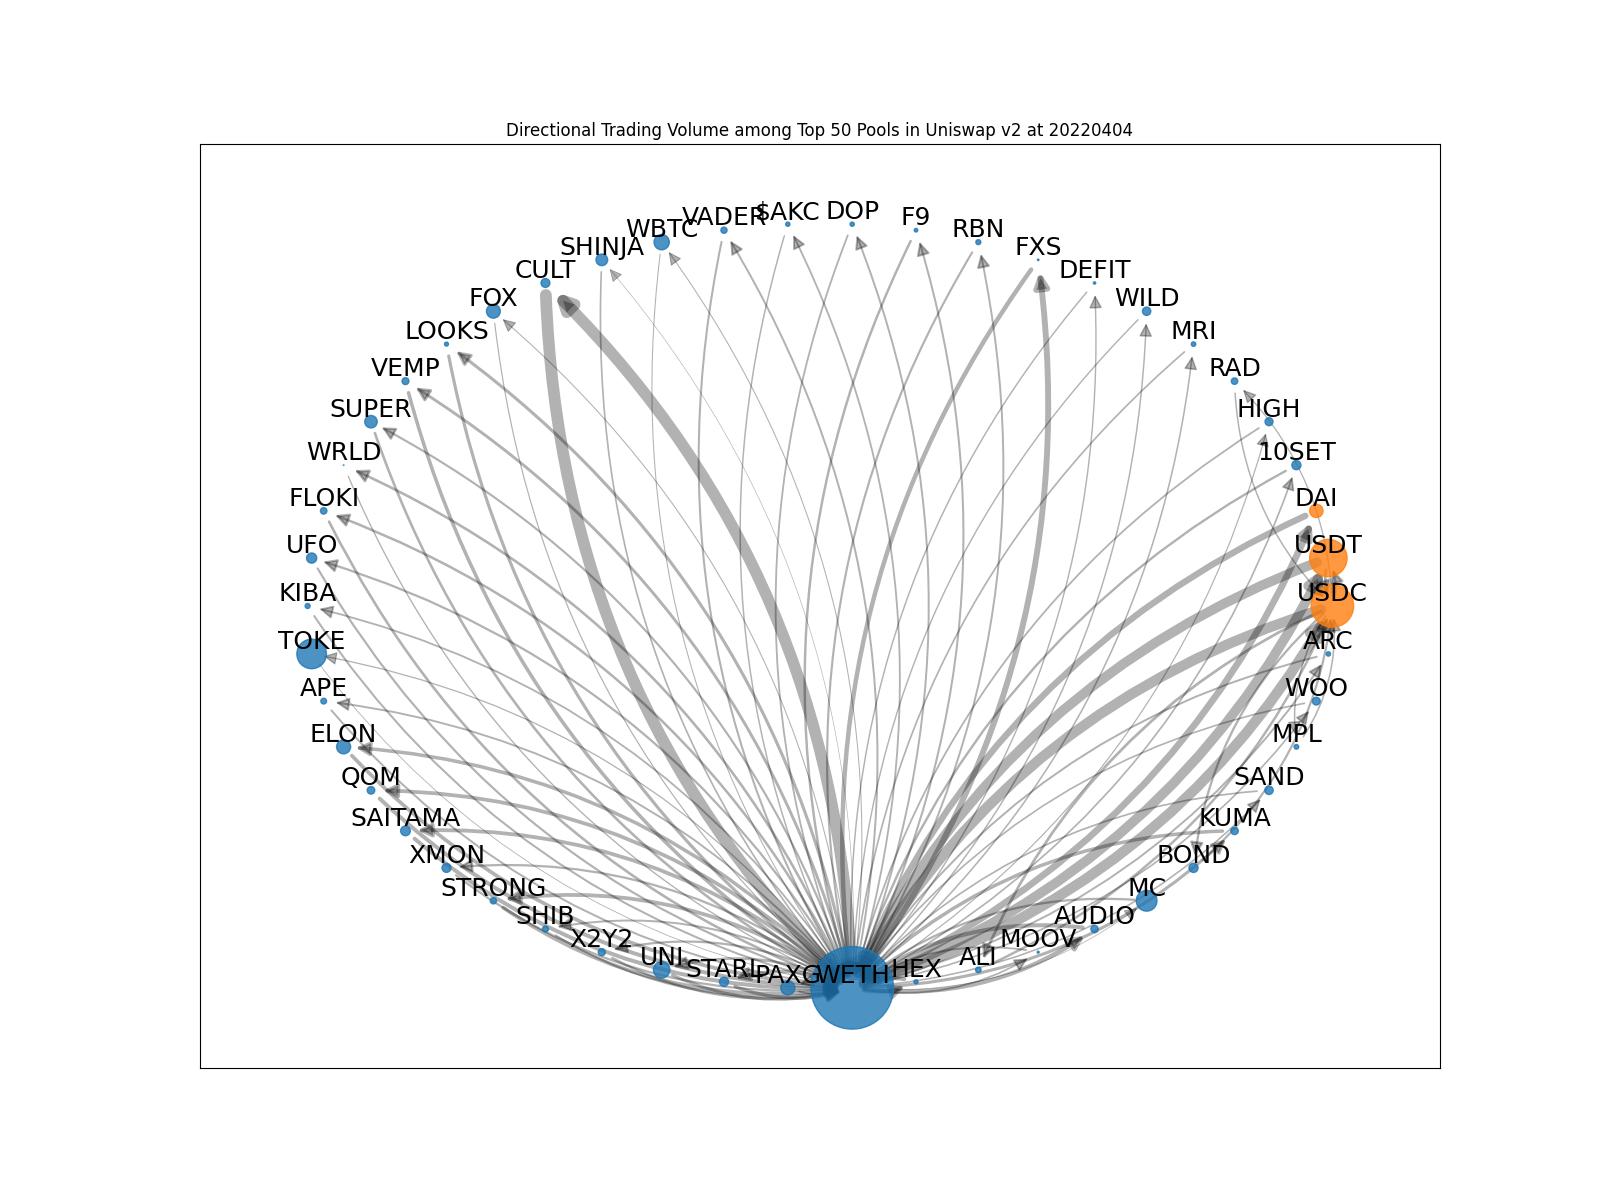 Directional Trading Volume among Top 50 Pools in Uniswap v2 at 20220404
VADER
$AKC
DOP
F9
WBTC
RBN
SHINJA
FXS
CULT
DEFIT
FOX
WILD
LOOKS
MRI
VEMP
RAD
SUPER
HIGH
WRLD
10SET
FLOKI
DAI
UFO
USDT
KIBA
USDC
TOKE
ARC
APE
WOO
ELON
MPL
QOM
SAND
SAITAMA
KUMA
XMON
BOND
STRONG
MC
SHIB
AUDIO
X2Y2
MOOV
UNI
ALI
STARL
PAXG
WETH
HEX